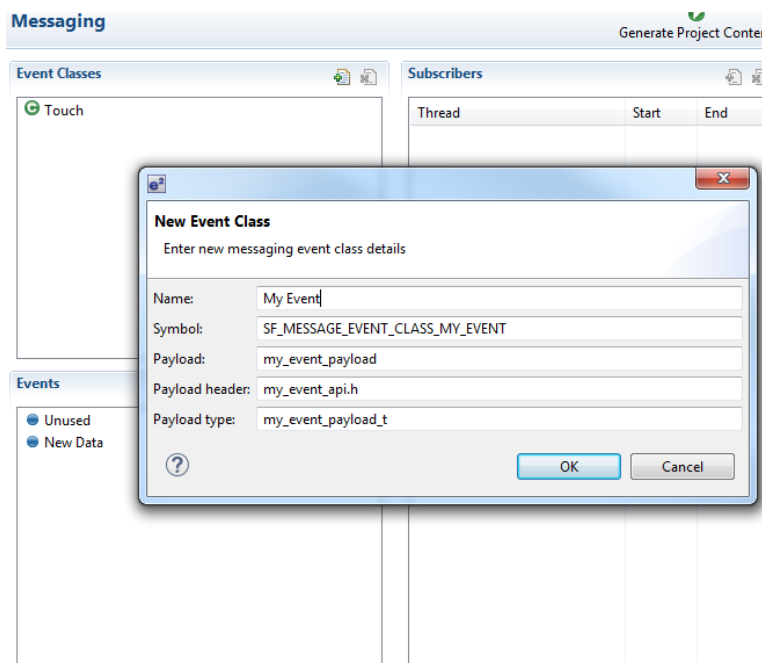 Messaging
Generate Project Conter
Event Classes
Subscribers
Touch
Thread Start End
e²
New Event Class
Enter new messaging event class details
Name: My Event
Symbol: SF_MESSAGE_EVENT_CLASS_MY_EVENT
Payload: my_event_payload
Payload header: my_event_api.h
Payload type: my_event_payload_t
? OK Cancel
Events
Unused
New Data